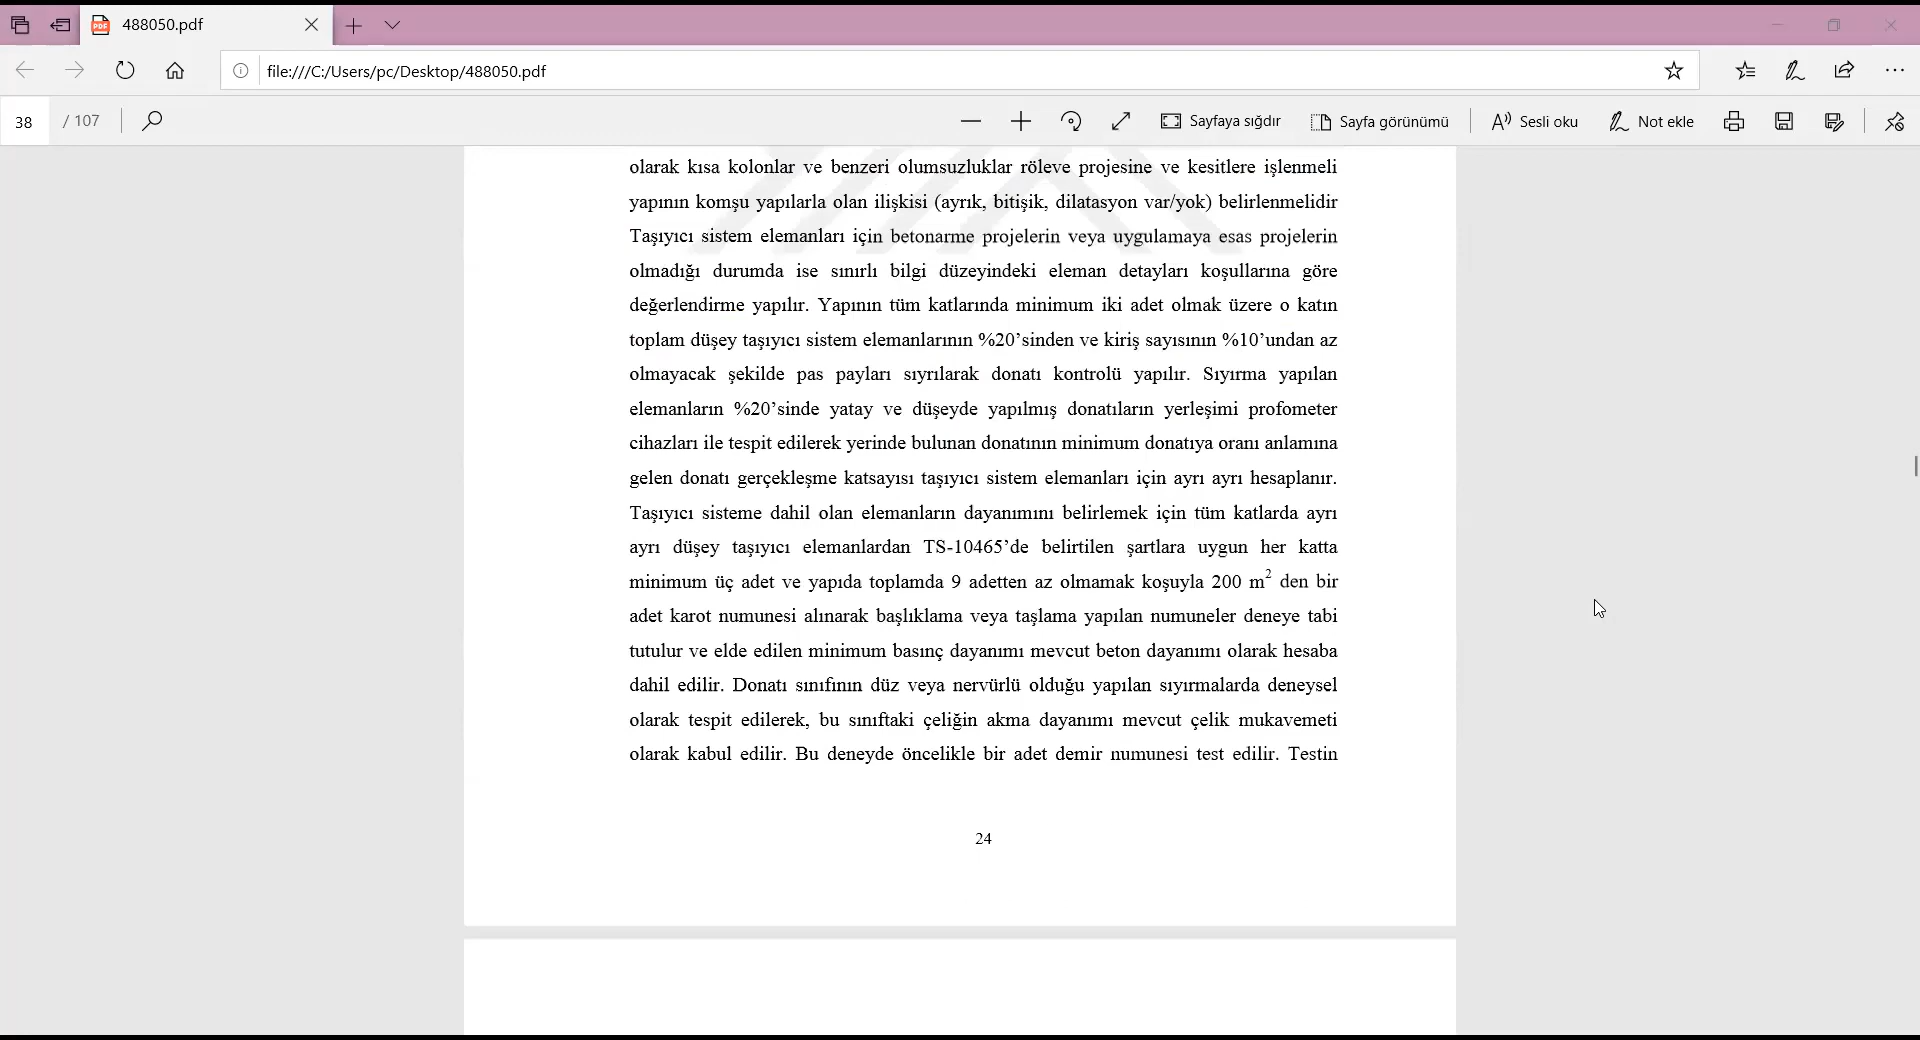 488050.pdf
file:///C:/Users/pc/Desktop/488050.pdf
38 / 107
Sayfaya sığdır
Sayfa görünümü
Sesli oku
Not ekle
olarak kısa kolonlar ve benzeri olumsuzluklar röleve projesine ve kesitlere işlenmeli
yapının komşu yapılarla olan ilişkisi (ayrık, bitişik, dilatasyon var/yok) belirlenmelidir
Taşıyıcı sistem elemanları için betonarme projelerin veya uygulamaya esas projelerin
olmadığı durumda ise sınırlı bilgi düzeyindeki eleman detayları koşullarına göre
değerlendirme yapılır. Yapının tüm katlarında minimum iki adet olmak üzere o katın
toplam düşey taşıyıcı sistem elemanlarının %20’sinden ve kiriş sayısının %10’undan az
olmayacak şekilde pas payları sıyrılarak donatı kontrolü yapılır. Sıyırma yapılan
elemanların %20’sinde yatay ve düşeyde yapılmış donatıların yerleşimi profometer
cihazları ile tespit edilerek yerinde bulunan donatının minimum donatıya oranı anlamına
gelen donatı gerçekleşme katsayısı taşıyıcı sistem elemanları için ayrı ayrı hesaplanır.
Taşıyıcı sisteme dahil olan elemanların dayanımını belirlemek için tüm katlarda ayrı
ayrı düşey taşıyıcı elemanlardan TS-10465’de belirtilen şartlara uygun her katta
minimum üç adet ve yapıda toplamda 9 adetten az olmamak koşuyla 200 m² den bir
adet karot numunesi alınarak başlıklama veya taşlama yapılan numuneler deneye tabi
tutulur ve elde edilen minimum basınç dayanımı mevcut beton dayanımı olarak hesaba
dahil edilir. Donatı sınıfının düz veya nervürlü olduğu yapılan sıyırmalarda deneysel
olarak tespit edilerek, bu sınıftaki çeliğin akma dayanımı mevcut çelik mukavemeti
olarak kabul edilir. Bu deneyde öncelikle bir adet demir numunesi test edilir. Testin
24